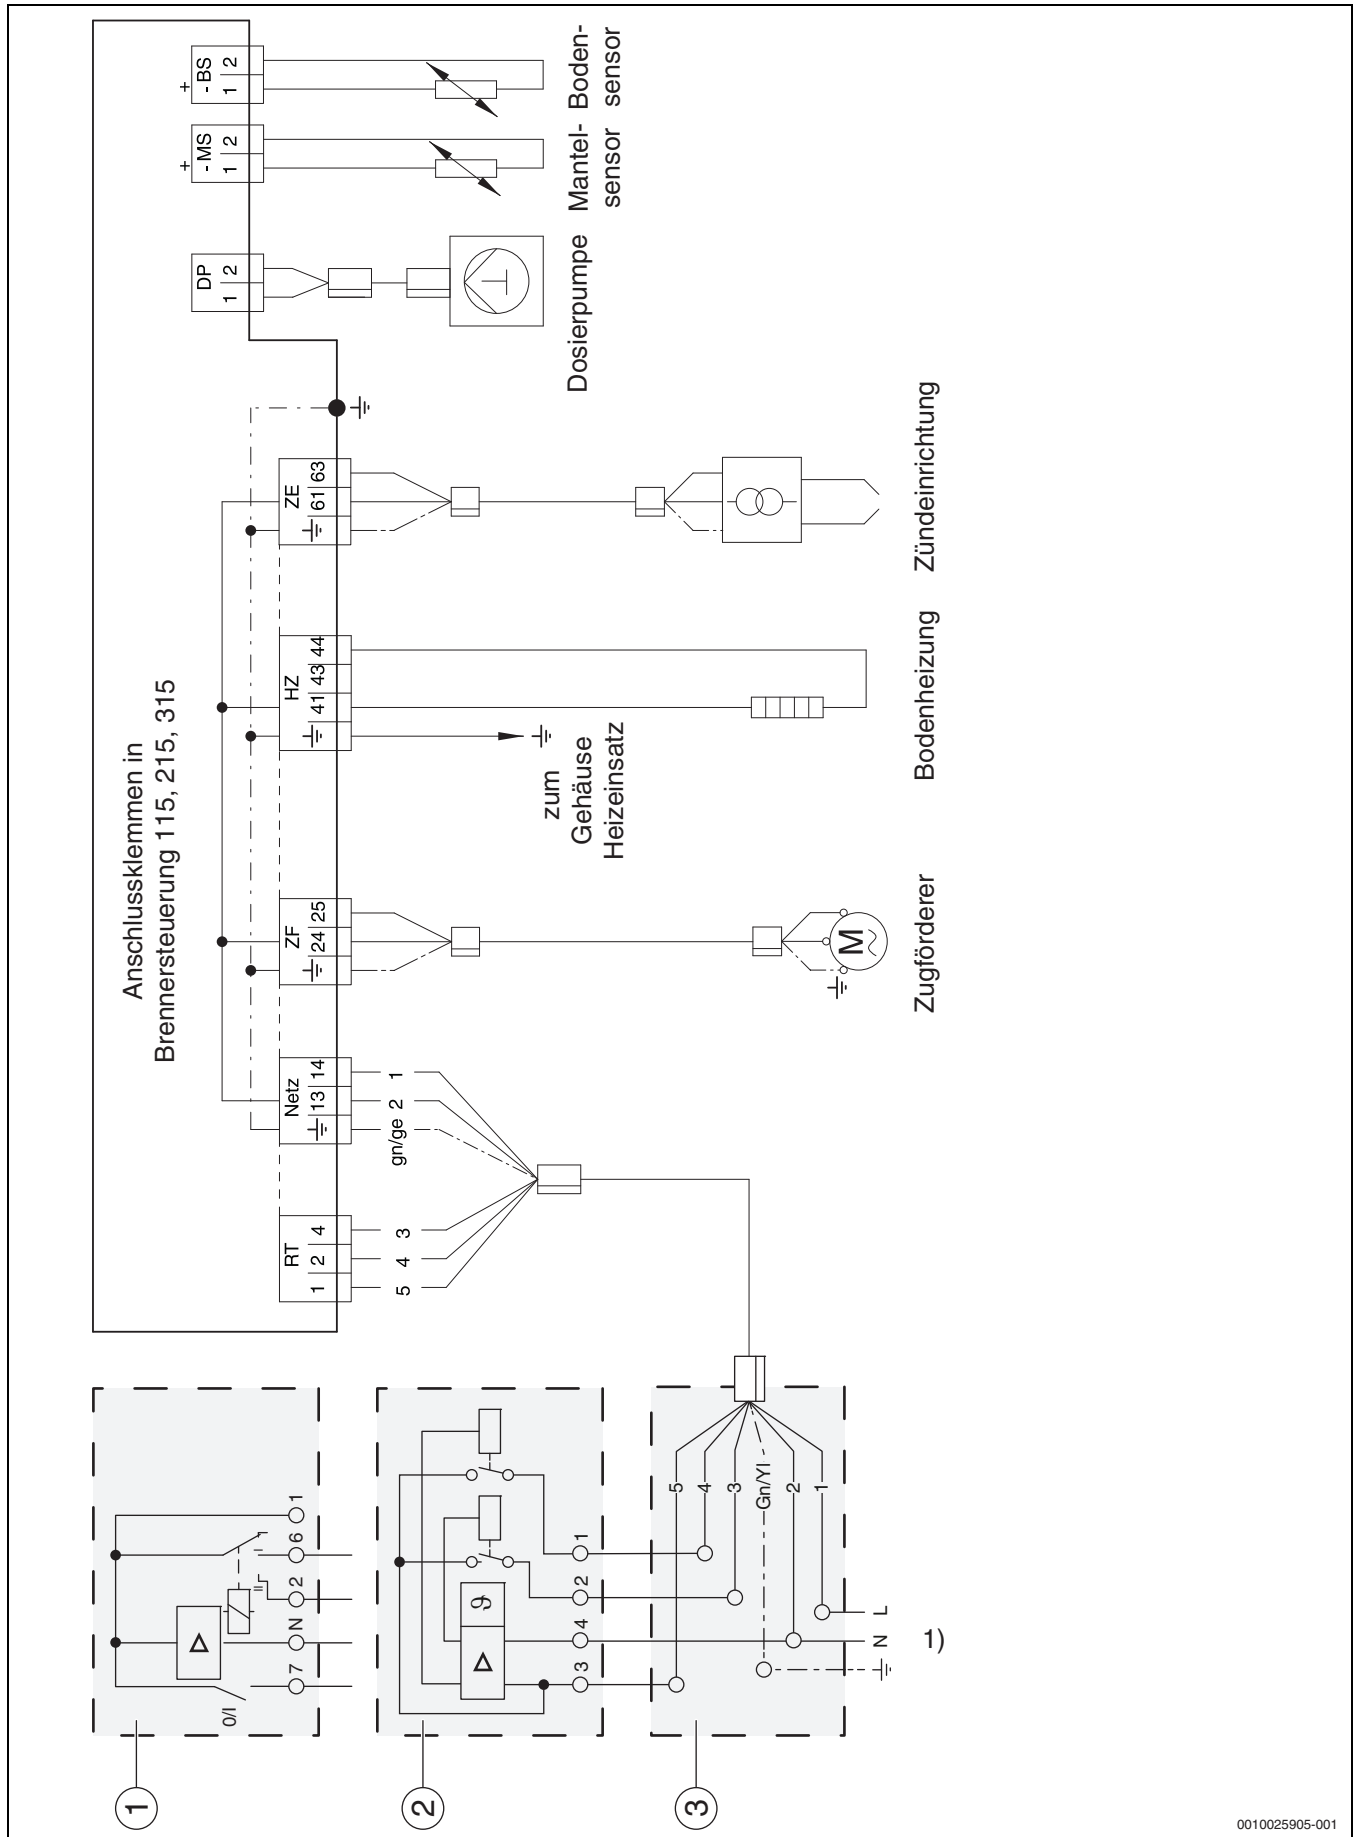 Anschlussklemmen in
Brennersteuerung 115, 215, 315
RT
1 2 4
Netz
13 14
ZF
24 25
HZ
41 43 44
ZE
61 63
DP
1 2
- MS +
1 2
- BS +
1 2
5 4 3
gn/ge 2 1
zum
Gehäuse
Heizeinsatz
Dosierpumpe
Mantel-
sensor
Boden-
sensor
M
Zugförderer
Bodenheizung
Zündeinrichtung
0/I
I
II
7 N 2 6 1
1
ϑ
3 4 2 1
2
5
4
3
Gn/Yl
2
1
N L
1)
3
0010025905-001